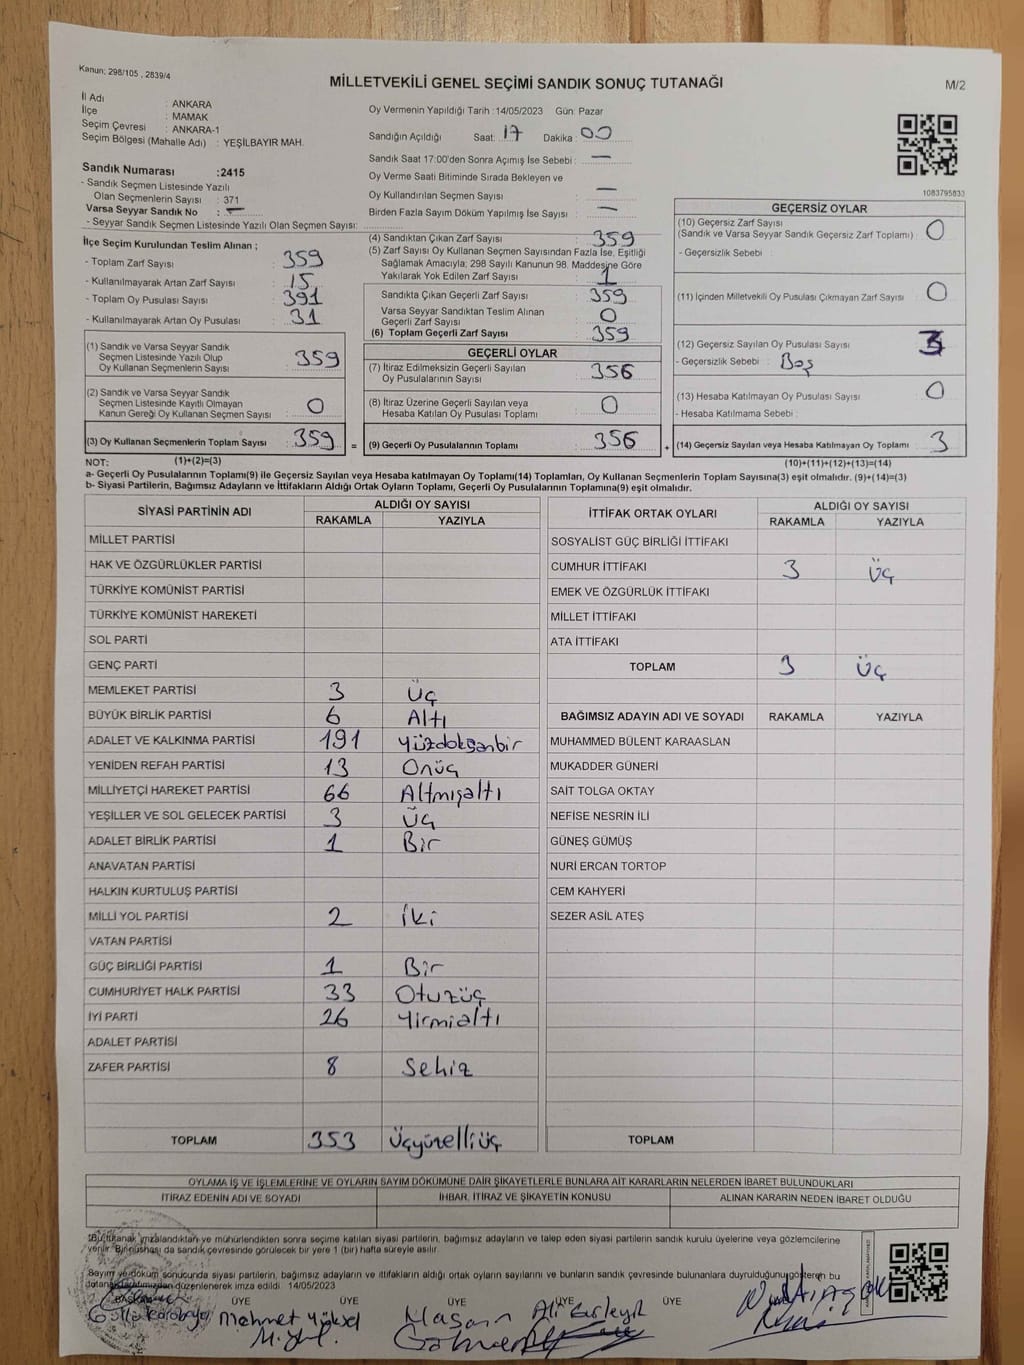 Kanun: 298/105 , 2839/4
MİLLETVEKİLİ GENEL SEÇİMİ SANDIK SONUÇ TUTANAĞI
M/2
İl Adı : ANKARA
İlçe : MAMAK
Seçim Çevresi : ANKARA-1
Seçim Bölgesi (Mahalle Adı) : YEŞİLBAYIR MAH.
Oy Vermenin Yapıldığı Tarih : 14/05/2023 Gün: Pazar
Sandığın Açıldığı Saat: 17 Dakika : 00
Sandık Saat 17:00'den Sonra Açımış İse Sebebi : —
Oy Verme Saati Bitiminde Sırada Bekleyen ve
Oy Kullandırılan Seçmen Sayısı : —
Birden Fazla Sayım Döküm Yapılmış İse Sayısı : —
1083795833
Sandık Numarası :2415
- Sandık Seçmen Listesinde Yazılı
Olan Seçmenlerin Sayısı : 371
Varsa Seyyar Sandık No : —
- Seyyar Sandık Seçmen Listesinde Yazılı Olan Seçmen Sayısı:
İlçe Seçim Kurulundan Teslim Alınan ;
- Toplam Zarf Sayısı : 359
- Kullanılmayarak Artan Zarf Sayısı : 15
- Toplam Oy Pusulası Sayısı : 391
- Kullanılmayarak Artan Oy Pusulası : 31
(1) Sandık ve Varsa Seyyar Sandık
Seçmen Listesinde Yazılı Olup
Oy Kullanan Seçmenlerin Sayısı : 359
(2) Sandık ve Varsa Seyyar Sandık
Seçmen Listesinde Kayıtlı Olmayan
Kanun Gereği Oy Kullanan Seçmen Sayısı : 0
(3) Oy Kullanan Seçmenlerin Toplam Sayısı : 359 =
(4) Sandıktan Çıkan Zarf Sayısı : 359
(5) Zarf Sayısı Oy Kullanan Seçmen Sayısından Fazla İse, Eşitliği
Sağlamak Amacıyla; 298 Sayılı Kanunun 98. Maddesine Göre
Yakılarak Yok Edilen Zarf Sayısı : 1
Sandıkta Çıkan Geçerli Zarf Sayısı : 359
Varsa Seyyar Sandıktan Teslim Alınan
Geçerli Zarf Sayısı : 0
(6) Toplam Geçerli Zarf Sayısı : 359
GEÇERLİ OYLAR
(7) İtiraz Edilmeksizin Geçerli Sayılan
Oy Pusulalarının Sayısı : 356
(8) İtiraz Üzerine Geçerli Sayılan veya
Hesaba Katılan Oy Pusulası Toplamı : 0
(9) Geçerli Oy Pusulalarının Toplamı : 356 +
GEÇERSİZ OYLAR
(10) Geçersiz Zarf Sayısı
(Sandık ve Varsa Seyyar Sandık Geçersiz Zarf Toplamı) : 0
- Geçersizlik Sebebi :
(11) İçinden Milletvekili Oy Pusulası Çıkmayan Zarf Sayısı : 0
(12) Geçersiz Sayılan Oy Pusulası Sayısı : 3
- Geçersizlik Sebebi : Boş
(13) Hesaba Katılmayan Oy Pusulası Sayısı : 0
- Hesaba Katılmama Sebebi :
(14) Geçersiz Sayılan veya Hesaba Katılmayan Oy Toplamı : 3
NOT: (1)+(2)=(3) (10)+(11)+(12)+(13)=(14)
a- Geçerli Oy Pusulalarının Toplamı(9) ile Geçersiz Sayılan veya Hesaba katılmayan Oy Toplamı(14) Toplamları, Oy Kullanan Seçmenlerin Toplam Sayısına(3) eşit olmalıdır. (9)+(14)=(3)
b- Siyasi Partilerin, Bağımsız Adayların ve İttifakların Aldığı Ortak Oyların Toplamı, Geçerli Oy Pusulalarının Toplamına(9) eşit olmalıdır.
SİYASİ PARTİNİN ADI ALDIĞI OY SAYISI
RAKAMLA YAZIYLA
MİLLET PARTİSİ
HAK VE ÖZGÜRLÜKLER PARTİSİ
TÜRKİYE KOMÜNİST PARTİSİ
TÜRKİYE KOMÜNİST HAREKETİ
SOL PARTİ
GENÇ PARTİ
MEMLEKET PARTİSİ 3 Üç
BÜYÜK BİRLİK PARTİSİ 6 Altı
ADALET VE KALKINMA PARTİSİ 191 Yüzdoksanbir
YENİDEN REFAH PARTİSİ 13 Onüç
MİLLİYETÇİ HAREKET PARTİSİ 66 Altmışaltı
YEŞİLLER VE SOL GELECEK PARTİSİ 3 Üç
ADALET BİRLİK PARTİSİ 1 Bir
ANAVATAN PARTİSİ
HALKIN KURTULUŞ PARTİSİ
MİLLİ YOL PARTİSİ 2 İki
VATAN PARTİSİ
GÜÇ BİRLİĞİ PARTİSİ 1 Bir
CUMHURİYET HALK PARTİSİ 33 Otuzüç
İYİ PARTİ 26 Yirmialtı
ADALET PARTİSİ
ZAFER PARTİSİ 8 Sekiz
TOPLAM 353 Üçyüzelliüç
İTTİFAK ORTAK OYLARI ALDIĞI OY SAYISI
RAKAMLA YAZIYLA
SOSYALİST GÜÇ BİRLİĞİ İTTİFAKI
CUMHUR İTTİFAKI 3 Üç
EMEK VE ÖZGÜRLÜK İTTİFAKI
MİLLET İTTİFAKI
ATA İTTİFAKI
TOPLAM 3 Üç
BAĞIMSIZ ADAYIN ADI VE SOYADI RAKAMLA YAZIYLA
MUHAMMED BÜLENT KARAASLAN
MUKADDER GÜNERİ
SAİT TOLGA OKTAY
NEFİSE NESRİN İLİ
GÜNEŞ GÜMÜŞ
NURİ ERCAN TORTOP
CEM KAHYERİ
SEZER ASİL ATEŞ
TOPLAM
OYLAMA İŞ VE İŞLEMLERİNE VE OYLARIN SAYIM DÖKÜMÜNE DAİR ŞİKAYETLERLE BUNLARA AİT KARARLARIN NELERDEN İBARET BULUNDUKLARI
İTİRAZ EDENİN ADI VE SOYADI İHBAR, İTİRAZ VE ŞİKAYETİN KONUSU ALINAN KARARIN NEDEN İBARET OLDUĞU
*Bu tutanak imzalandıktan ve mühürlendikten sonra seçime katılan siyasi partilerin, bağımsız adayların ve talep eden siyasi partilerin sandık kurulu üyelerine veya gözlemcilerine
verilir. Bir nüshası da sandık çevresinde görülecek bir yere 1 (bir) hafta süreyle asılır.
Sayım ve döküm sonucunda siyasi partilerin, bağımsız adayların ve ittifakların aldığı ortak oyların sayılarını ve bunların sandık çevresinde bulunanlara duyrulduğunu gösteren bu
tutanak tarafımızdan düzenlenerek imza edildi. 14/05/2023
BAŞKAN ÜYE ÜYE ÜYE ÜYE ÜYE
Mehmet Yüksel Hasan